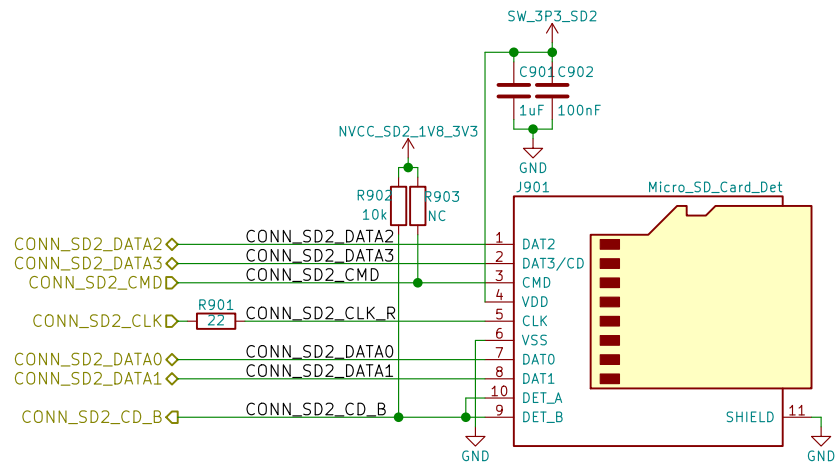 SW_3P3_SD2
C901 C902
1uF 100nF
GND
NVCC_SD2_1V8_3V3
R902 R903
10k NC
J901 Micro_SD_Card_Det
CONN_SD2_DATA2 CONN_SD2_DATA2 1 DAT2
CONN_SD2_DATA3 CONN_SD2_DATA3 2 DAT3/CD
CONN_SD2_CMD CONN_SD2_CMD 3 CMD
4 VDD
R901
CONN_SD2_CLK 22 CONN_SD2_CLK_R 5 CLK
6 VSS
CONN_SD2_DATA0 CONN_SD2_DATA0 7 DAT0
CONN_SD2_DATA1 CONN_SD2_DATA1 8 DAT1
10 DET_A
CONN_SD2_CD_B CONN_SD2_CD_B 9 DET_B SHIELD 11
GND GND